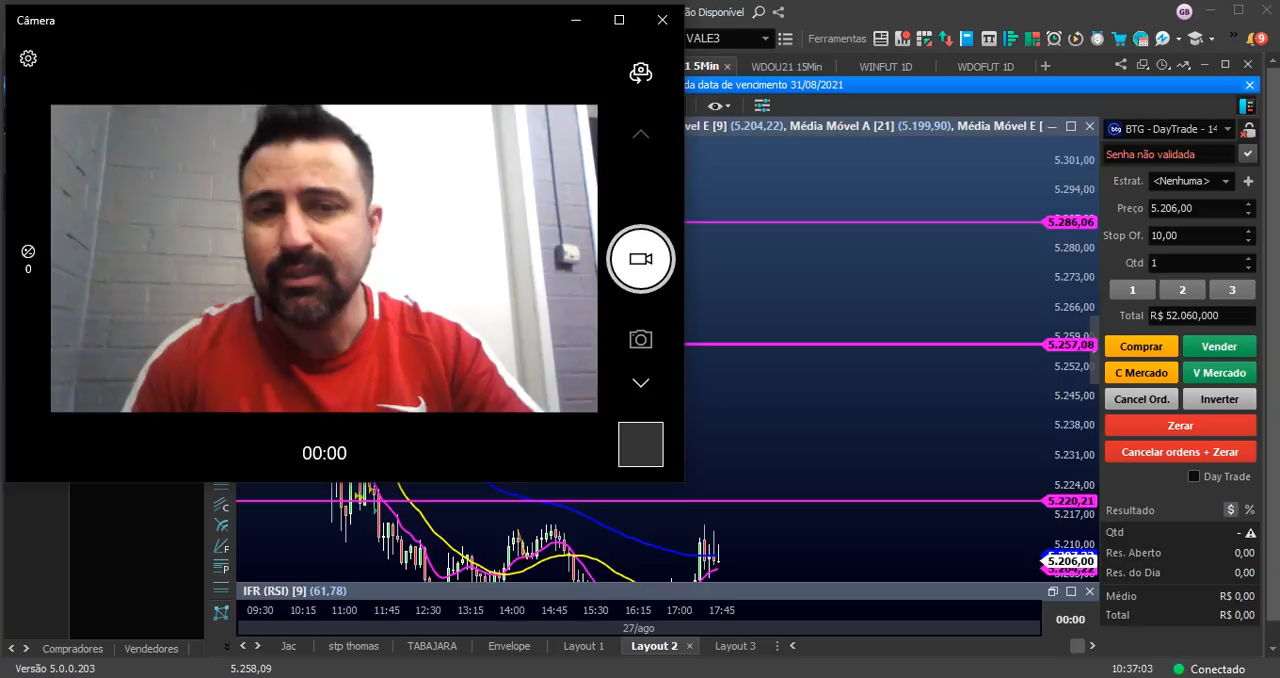 Câmera
0
00:00
ão Disponível
GB
VALE3
Ferramentas
9
5Min
WDOU21 15Min
WINFUT 1D
WDOFUT 1D
da data de vencimento 31/08/2021
vel E [9] (5.204,22), Média Móvel A [21] (5.199,90), Média Móvel E [
5.301,00
5.294,00
5.286,06
5.280,00
5.273,00
5.266,00
5.259,00
5.257,08
5.252,00
5.245,00
5.238,00
5.231,00
5.224,00
5.220,21
5.217,00
5.210,00
5.206,00
BTG - DayTrade - 14
Senha não validada
Estrat. <Nenhuma>
Preço 5.206,00
Stop Of. 10,00
Qtd 1
1 2 3
Total R$ 52.060,000
Comprar Vender
C Mercado V Mercado
Cancel Ord. Inverter
Zerar
Cancelar ordens + Zerar
Day Trade
Resultado $ %
Qtd -
Res. Aberto 0,00
Res. do Dia 0,00
Médio R$ 0,00
Total R$ 0,00
IFR (RSI) [9] (61,78)
09:30 10:15 11:00 11:45 12:30 13:15 14:00 14:45 15:30 16:15 17:00 17:45
00:00
27/ago
Compradores Vendedores
Jac stp thomas TABAJARA Envelope Layout 1 Layout 2 Layout 3
Versão 5.0.0.203
5.258,09
10:37:03
Conectado